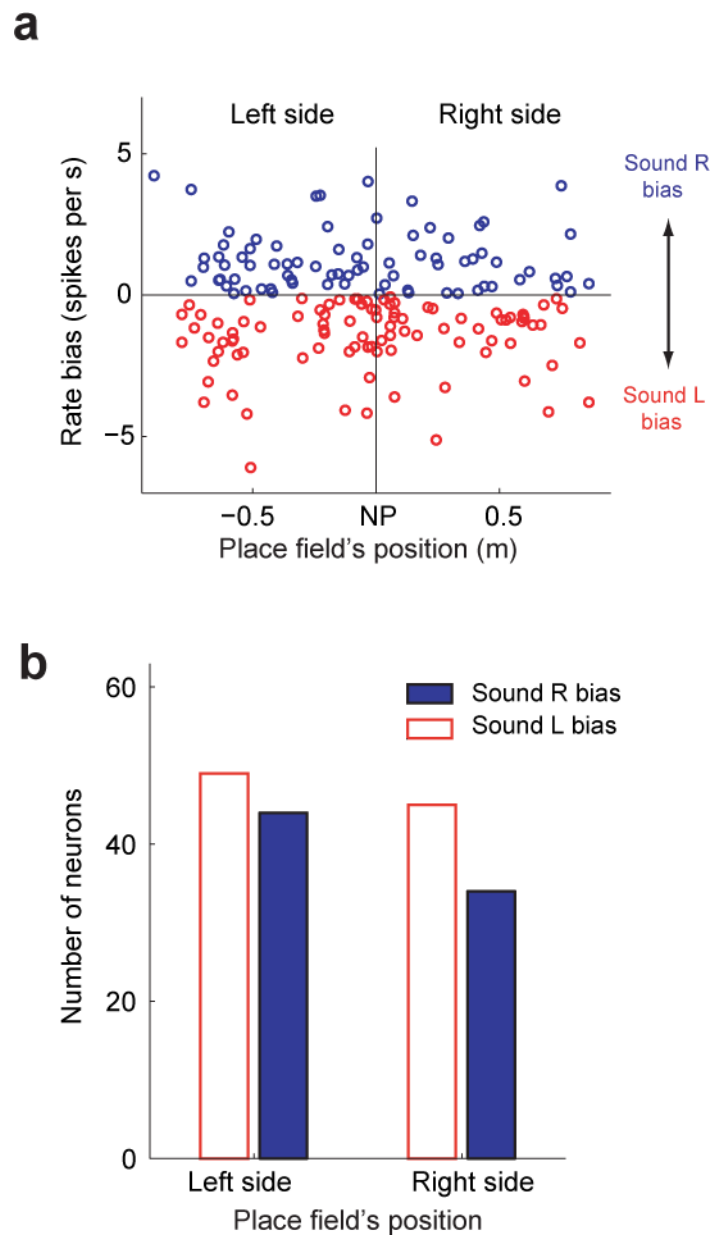 a
Left side
Right side
5
0
−5
Rate bias (spikes per s)
Sound R
bias
Sound L
bias
−0.5
NP
0.5
Place field's position (m)
b
60
40
20
0
Number of neurons
Sound R bias
Sound L bias
Left side
Right side
Place field's position